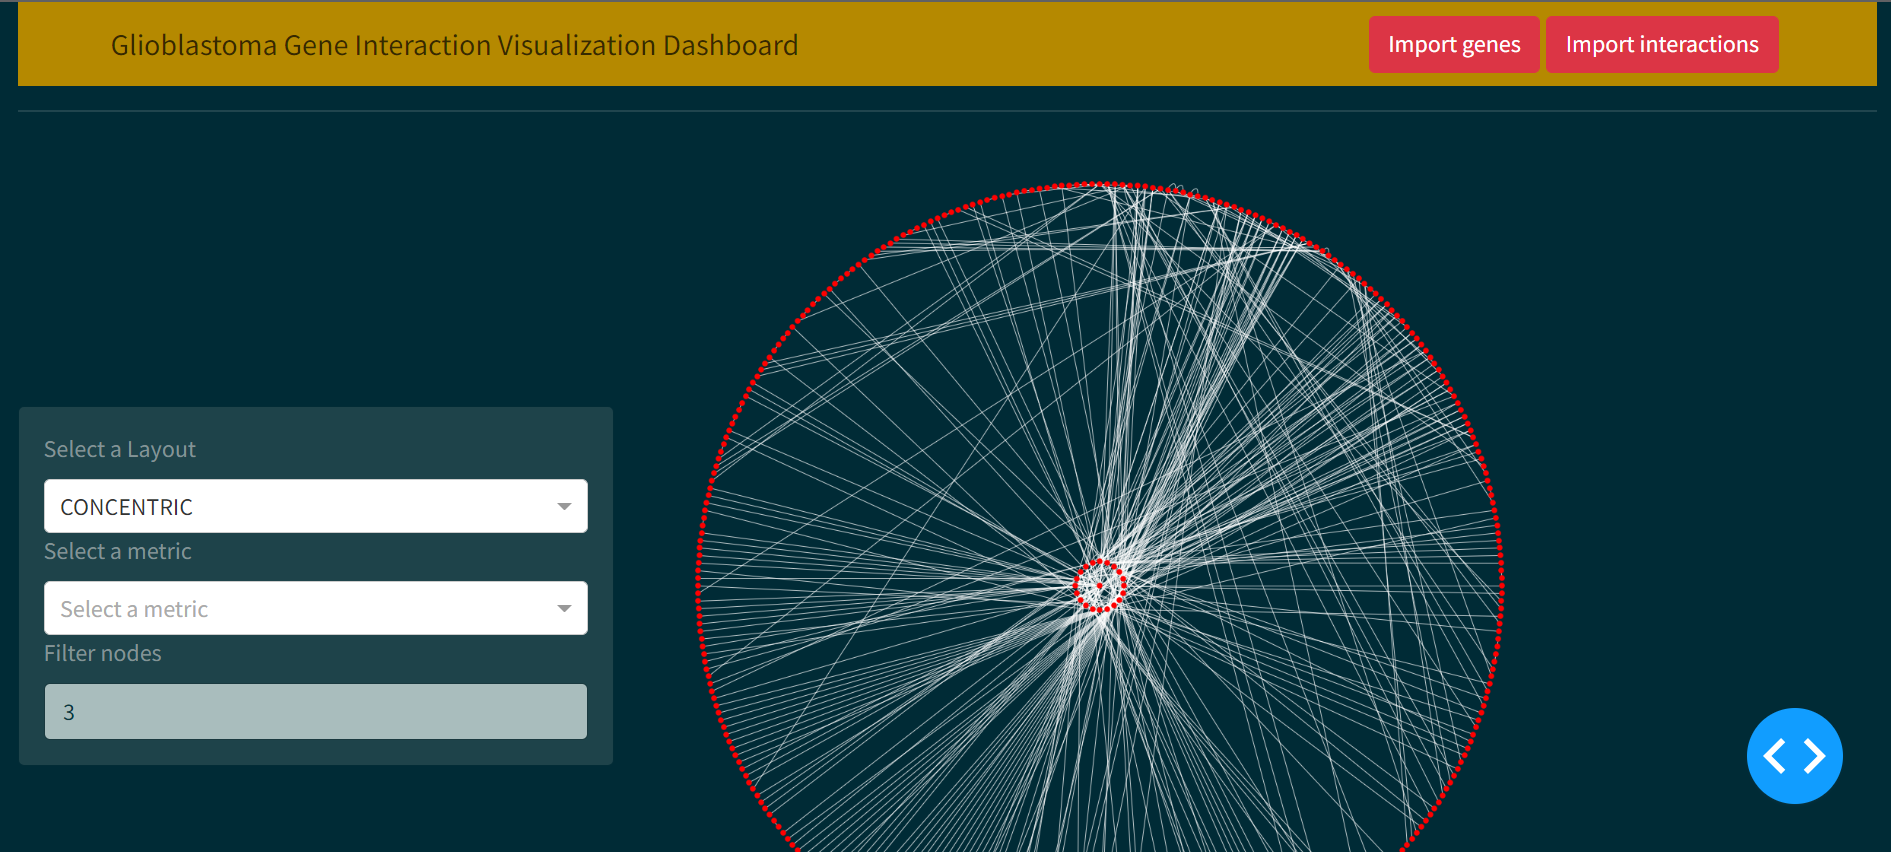 Glioblastoma Gene Interaction Visualization Dashboard
Import genes
Import interactions
Select a Layout
CONCENTRIC
Select a metric
Select a metric
Filter nodes
3